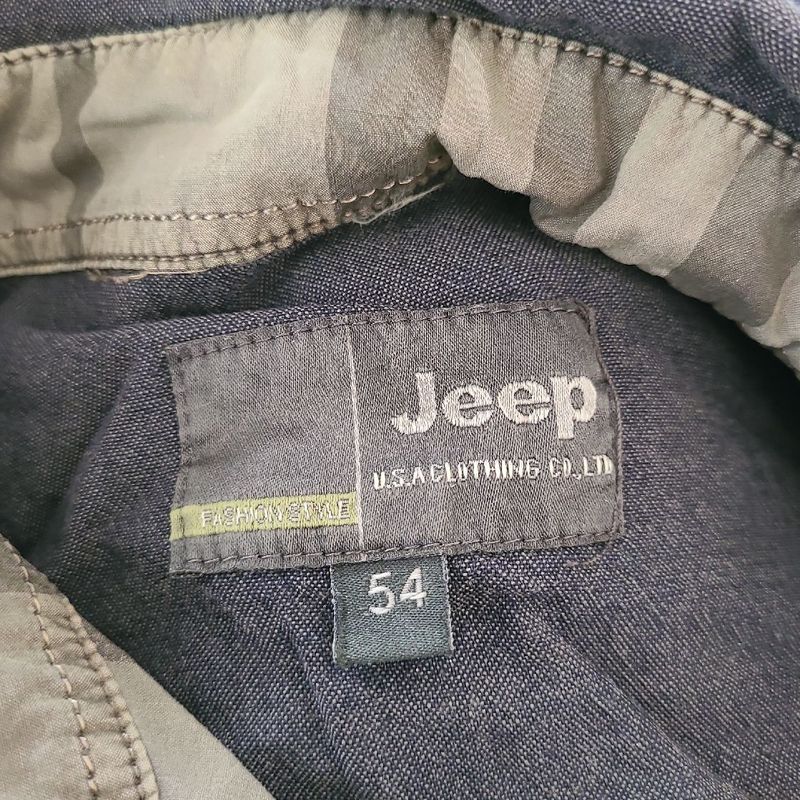 Jeep
U.S.A CLOTHING CO.,LTD
FASHION STYLE
54